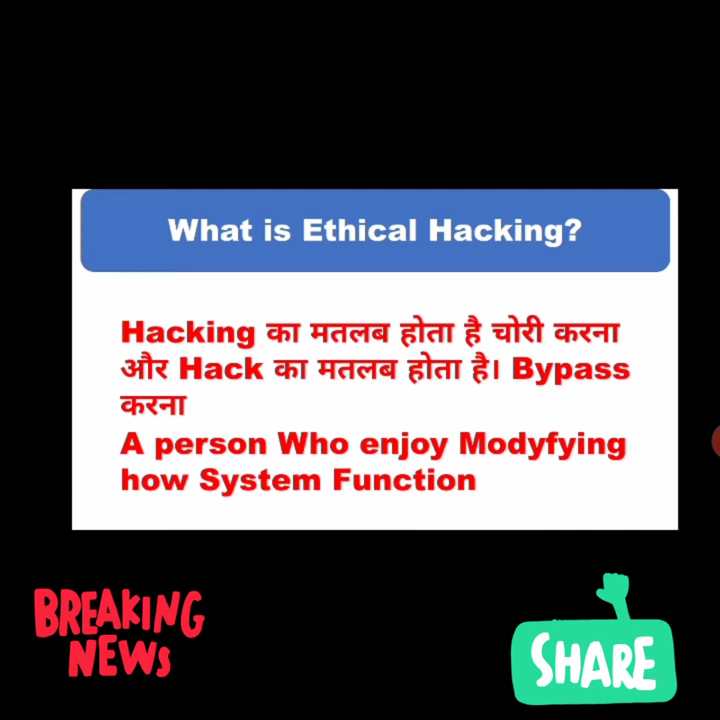 What is Ethical Hacking?
Hacking का मतलब होता है चोरी करना
और Hack का मतलब होता है। Bypass
करना
A person Who enjoy Modyfying
how System Function
BREAKING
NEWS
SHARE